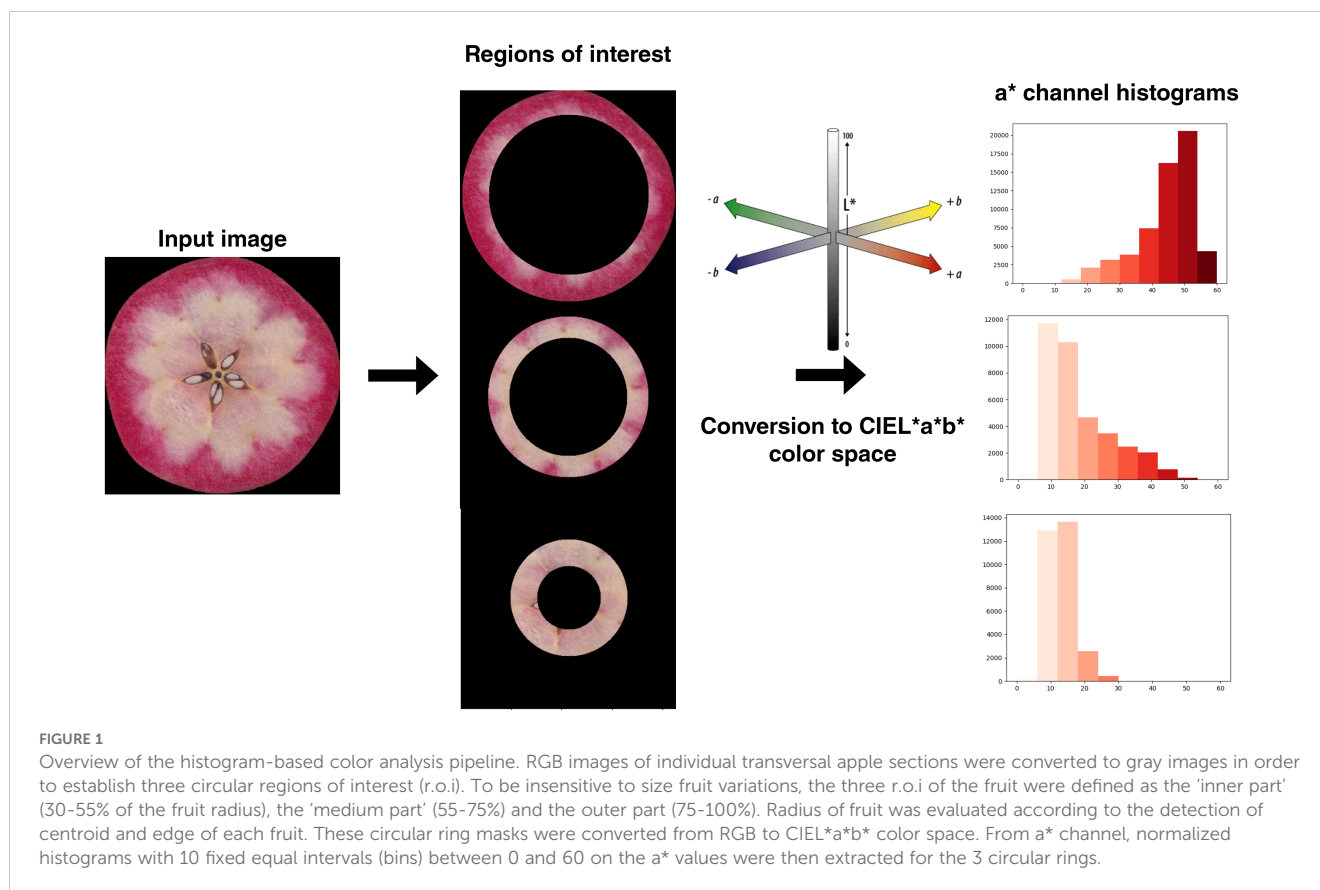 Regions of interest
a* channel histograms
Input image
100
L*
-a
+b
-b
+a
0
Conversion to CIEL*a*b*
color space
20000
17500
15000
12500
10000
7500
5000
2500
0
0 10 20 30 40 50 60
12000
10000
8000
6000
4000
2000
0
0 10 20 30 40 50 60
14000
12000
10000
8000
6000
4000
2000
0
0 10 20 30 40 50 60
FIGURE 1
Overview of the histogram-based color analysis pipeline. RGB images of individual transversal apple sections were converted to gray images in order
to establish three circular regions of interest (r.o.i). To be insensitive to size fruit variations, the three r.o.i of the fruit were defined as the ‘inner part’
(30-55% of the fruit radius), the ‘medium part’ (55-75%) and the outer part (75-100%). Radius of fruit was evaluated according to the detection of
centroid and edge of each fruit. These circular ring masks were converted from RGB to CIEL*a*b* color space. From a* channel, normalized
histograms with 10 fixed equal intervals (bins) between 0 and 60 on the a* values were then extracted for the 3 circular rings.